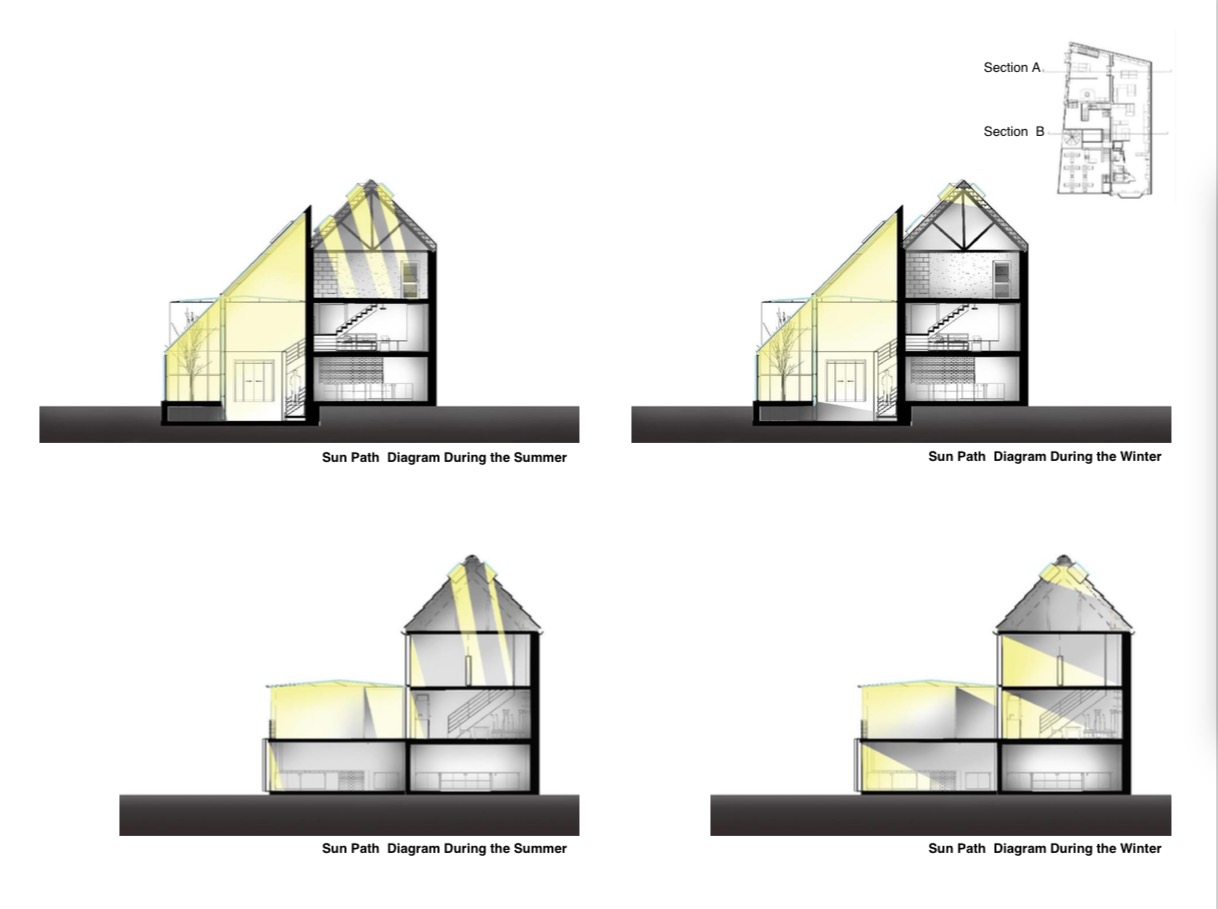 Section A
Section B
Sun Path Diagram During the Summer
Sun Path Diagram During the Winter
Sun Path Diagram During the Summer
Sun Path Diagram During the Winter